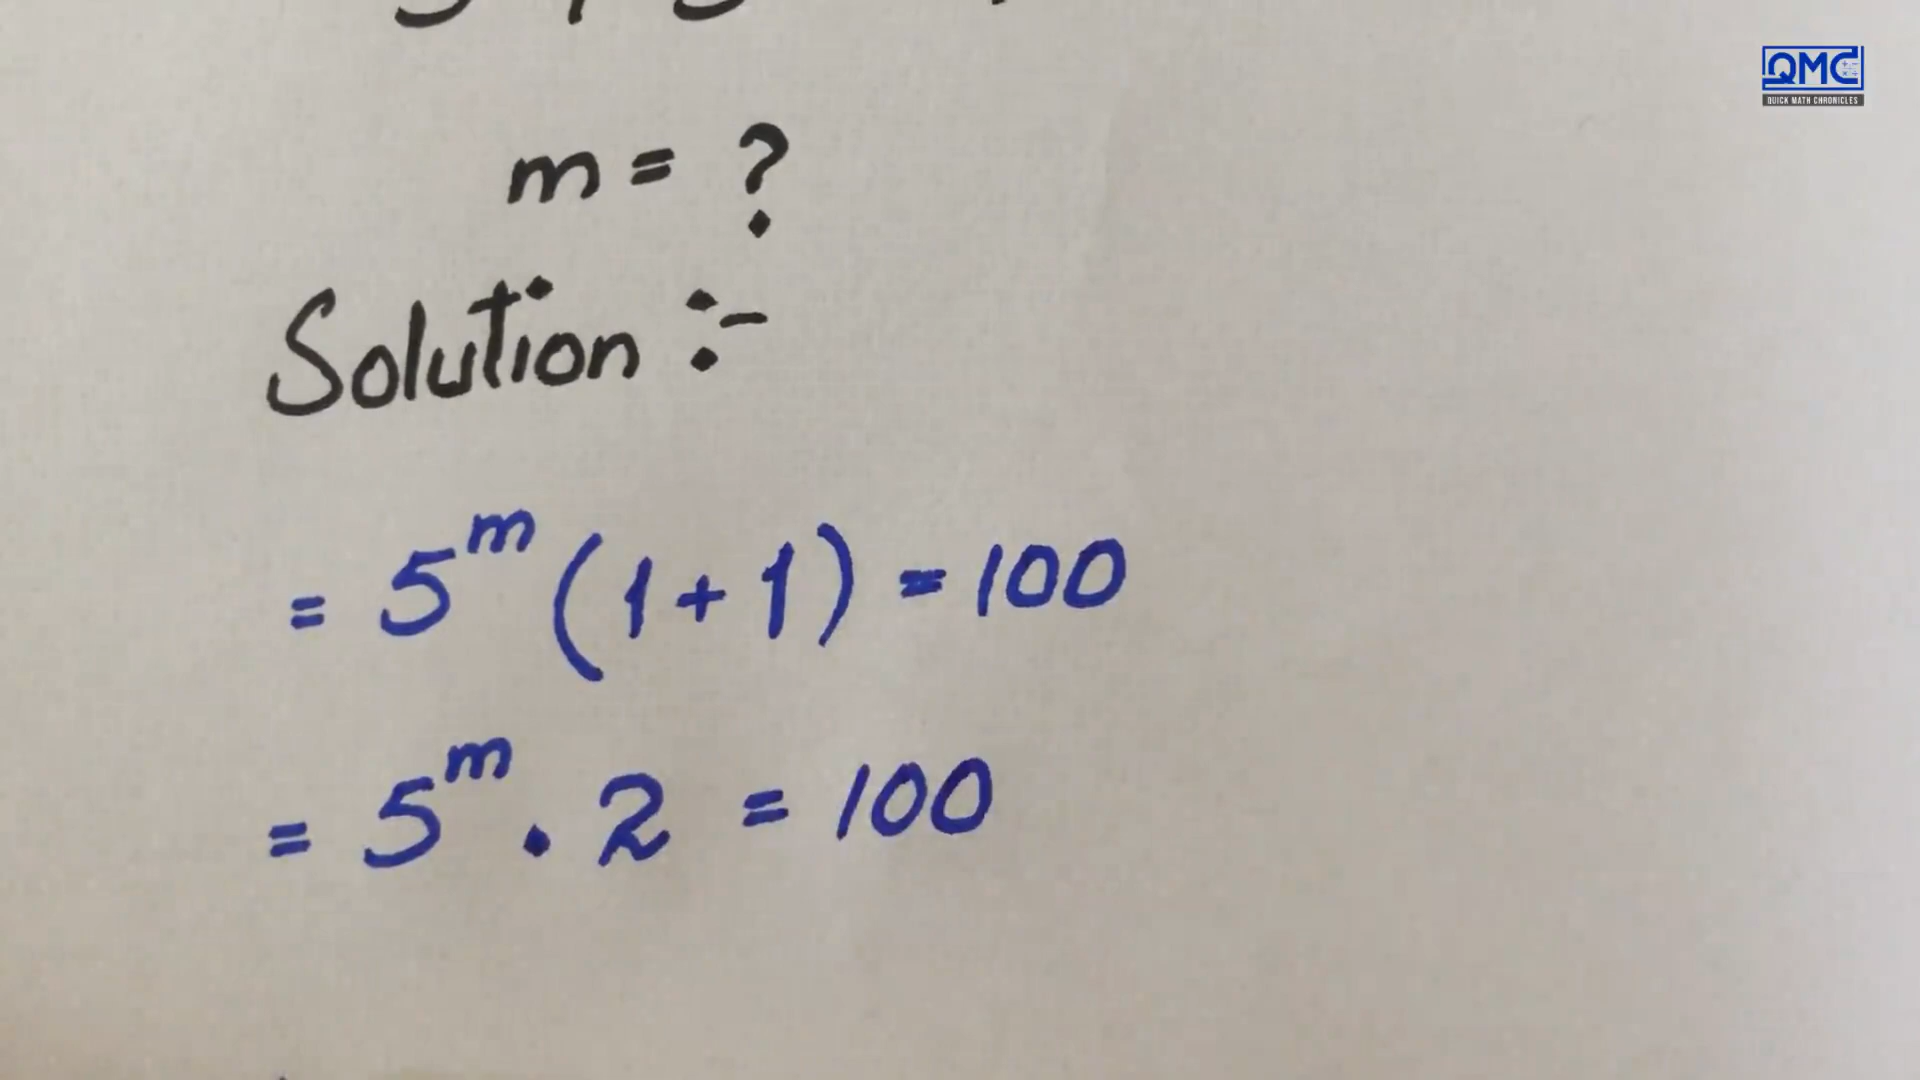 m = ?
Solution :-
= 5^m (1+1) = 100
= 5^m . 2 = 100
QMC
QUICK MATH CHRONICLES